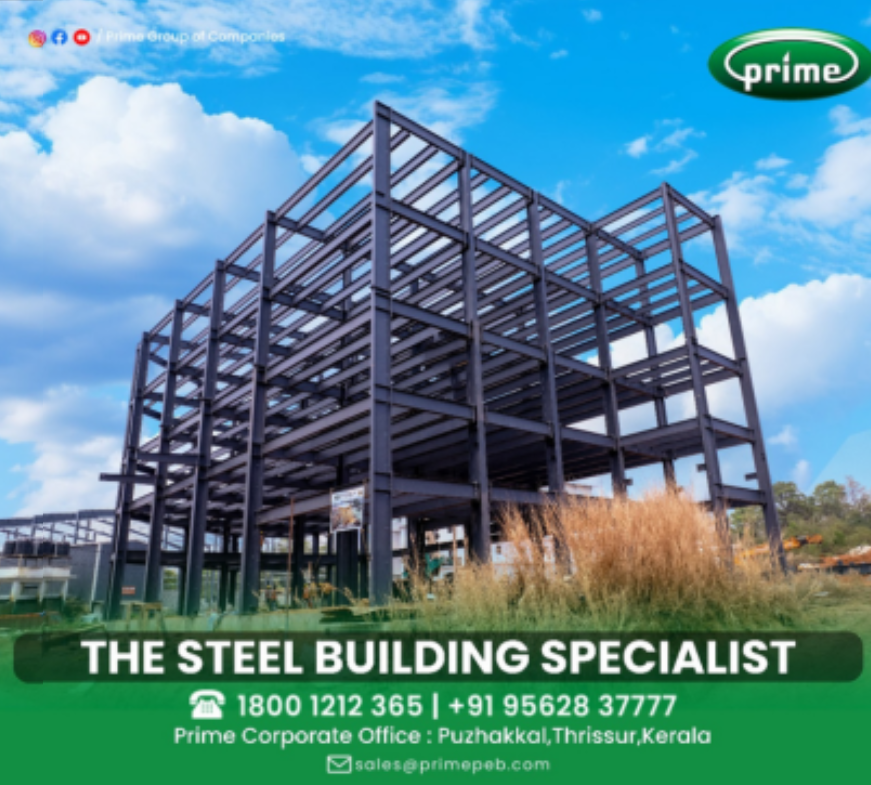 / Prime Group of Companies
prime
THE STEEL BUILDING SPECIALIST
1800 1212 365 | +91 95628 37777
Prime Corporate Office : Puzhakkal,Thrissur,Kerala
sales@primepeb.com